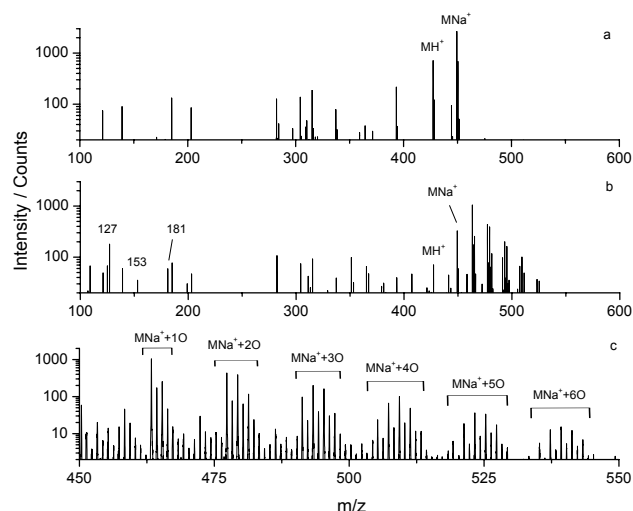 a
MNa⁺
MH⁺
1000
100
100 200 300 400 500 600
b
MNa⁺
127
181
153
MH⁺
1000
100
100 200 300 400 500 600
Intensity / Counts
c
MNa⁺+1O
MNa⁺+2O
MNa⁺+3O
MNa⁺+4O
MNa⁺+5O
MNa⁺+6O
1000
100
10
450 475 500 525 550
m/z